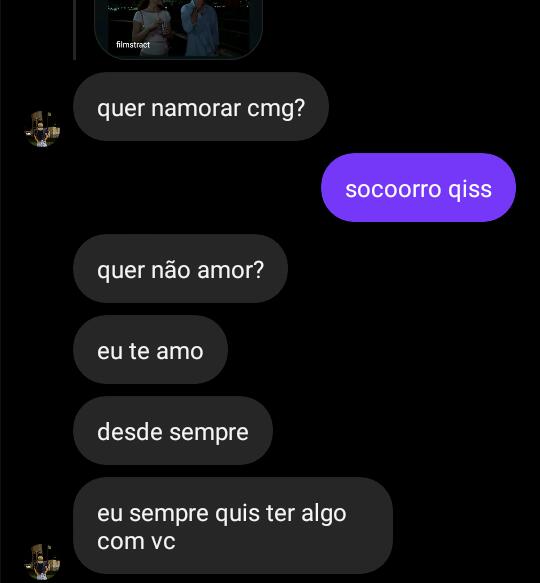 filmstract
quer namorar cmg?
socoorro qiss
quer não amor?
eu te amo
desde sempre
eu sempre quis ter algo
com vc